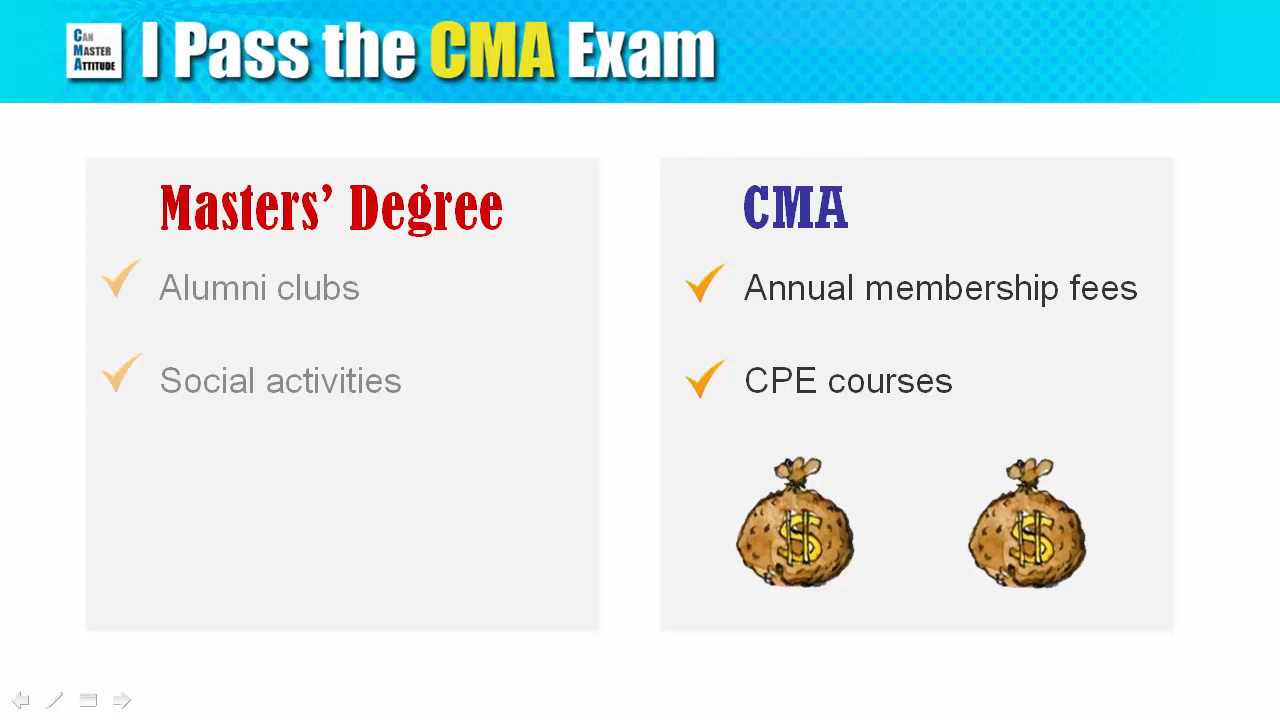 CAN
MASTER
ATTITUDE
I Pass the CMA Exam
Masters’ Degree
Alumni clubs
Social activities
CMA
Annual membership fees
CPE courses
$
$